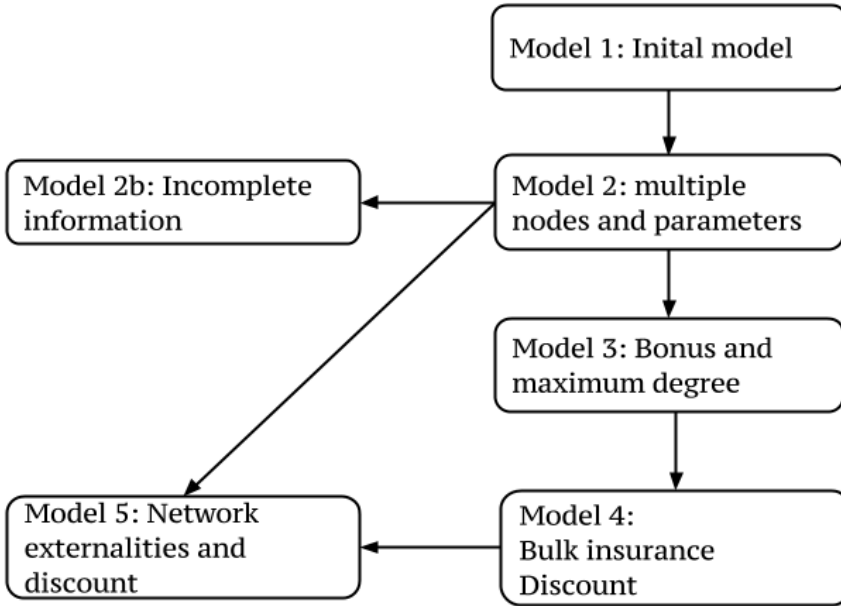 Model 1: Inital model
Model 2b: Incomplete
information
Model 2: multiple
nodes and parameters
Model 3: Bonus and
maximum degree
Model 5: Network
externalities and
discount
Model 4:
Bulk insurance
Discount